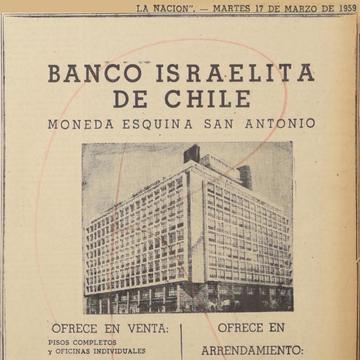 LA NACION". — MARTES 17 DE MARZO DE 1959
BANCO ISRAELITA
DE CHILE
MONEDA ESQUINA SAN ANTONIO
OFRECE EN VENTA:
PISOS COMPLETOS
y OFICINAS INDIVIDUALES
OFRECE EN
ARRENDAMIENTO: